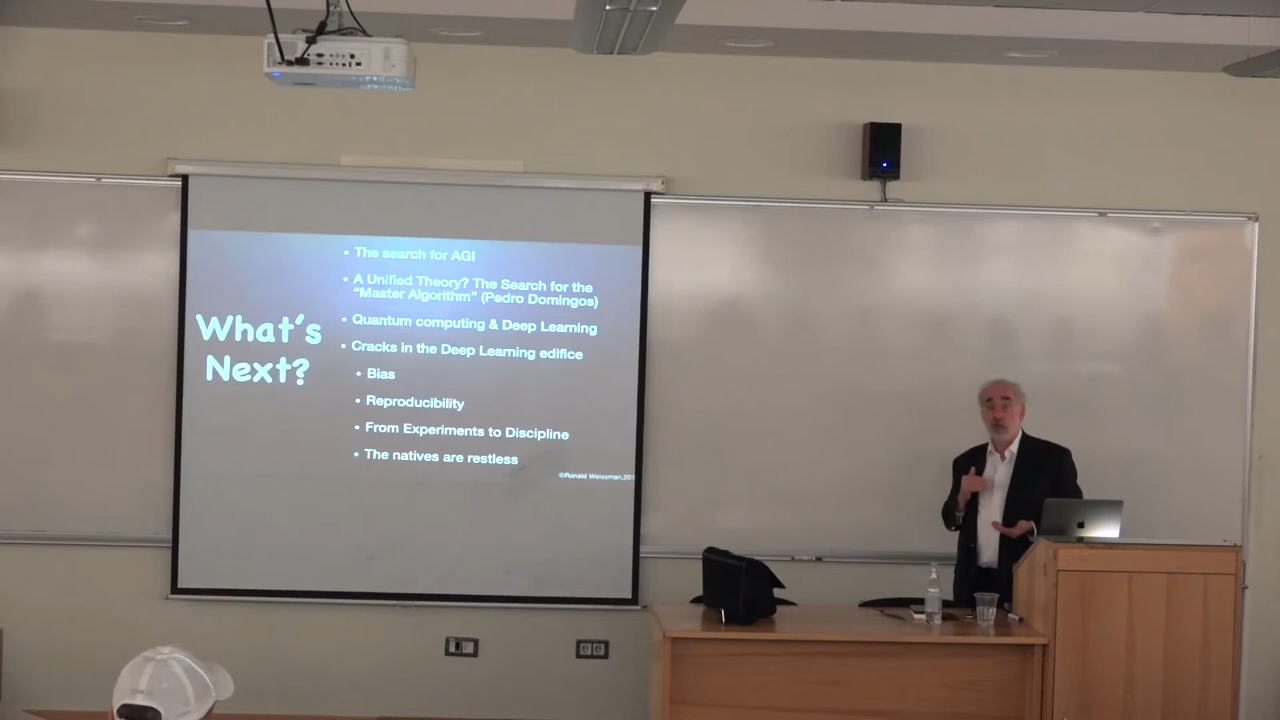 What's
Next?
• The search for AGI
• A Unified Theory? The Search for the
"Master Algorithm" (Pedro Domingos)
• Quantum computing & Deep Learning
• Cracks in the Deep Learning edifice
• Bias
• Reproducibility
• From Experiments to Discipline
• The natives are restless
©Ronald Weissman,201